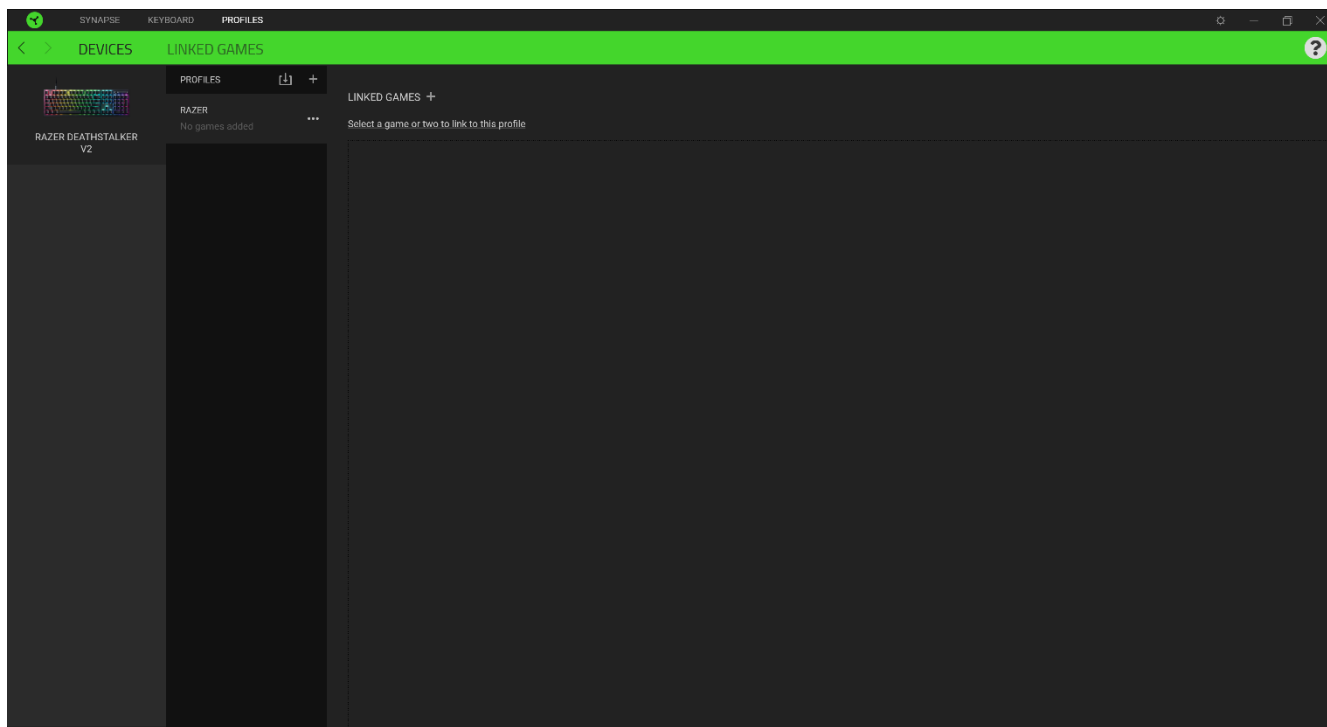 SYNAPSE KEYBOARD PROFILES
DEVICES LINKED GAMES
?
RAZER DEATHSTALKER
V2
PROFILES
RAZER
No games added
LINKED GAMES +
Select a game or two to link to this profile